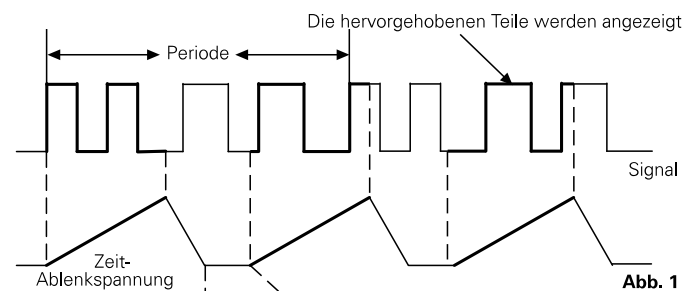 Die hervorgehobenen Teile werden angezeigt
Periode
Signal
Zeit-
Ablenkspannung
Abb. 1